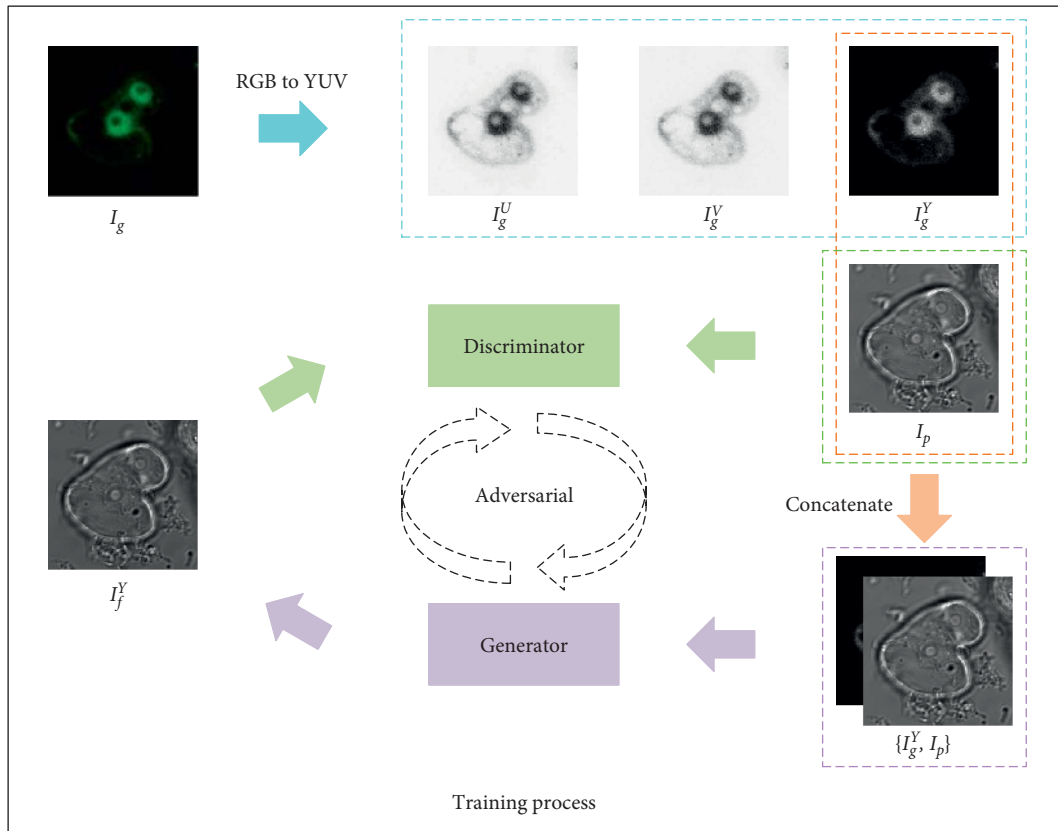 RGB to YUV
I_g
I_g^U
I_g^V
I_g^Y
Discriminator
I_p
Adversarial
Concatenate
I_f^Y
Generator
{I_g^Y, I_p}
Training process